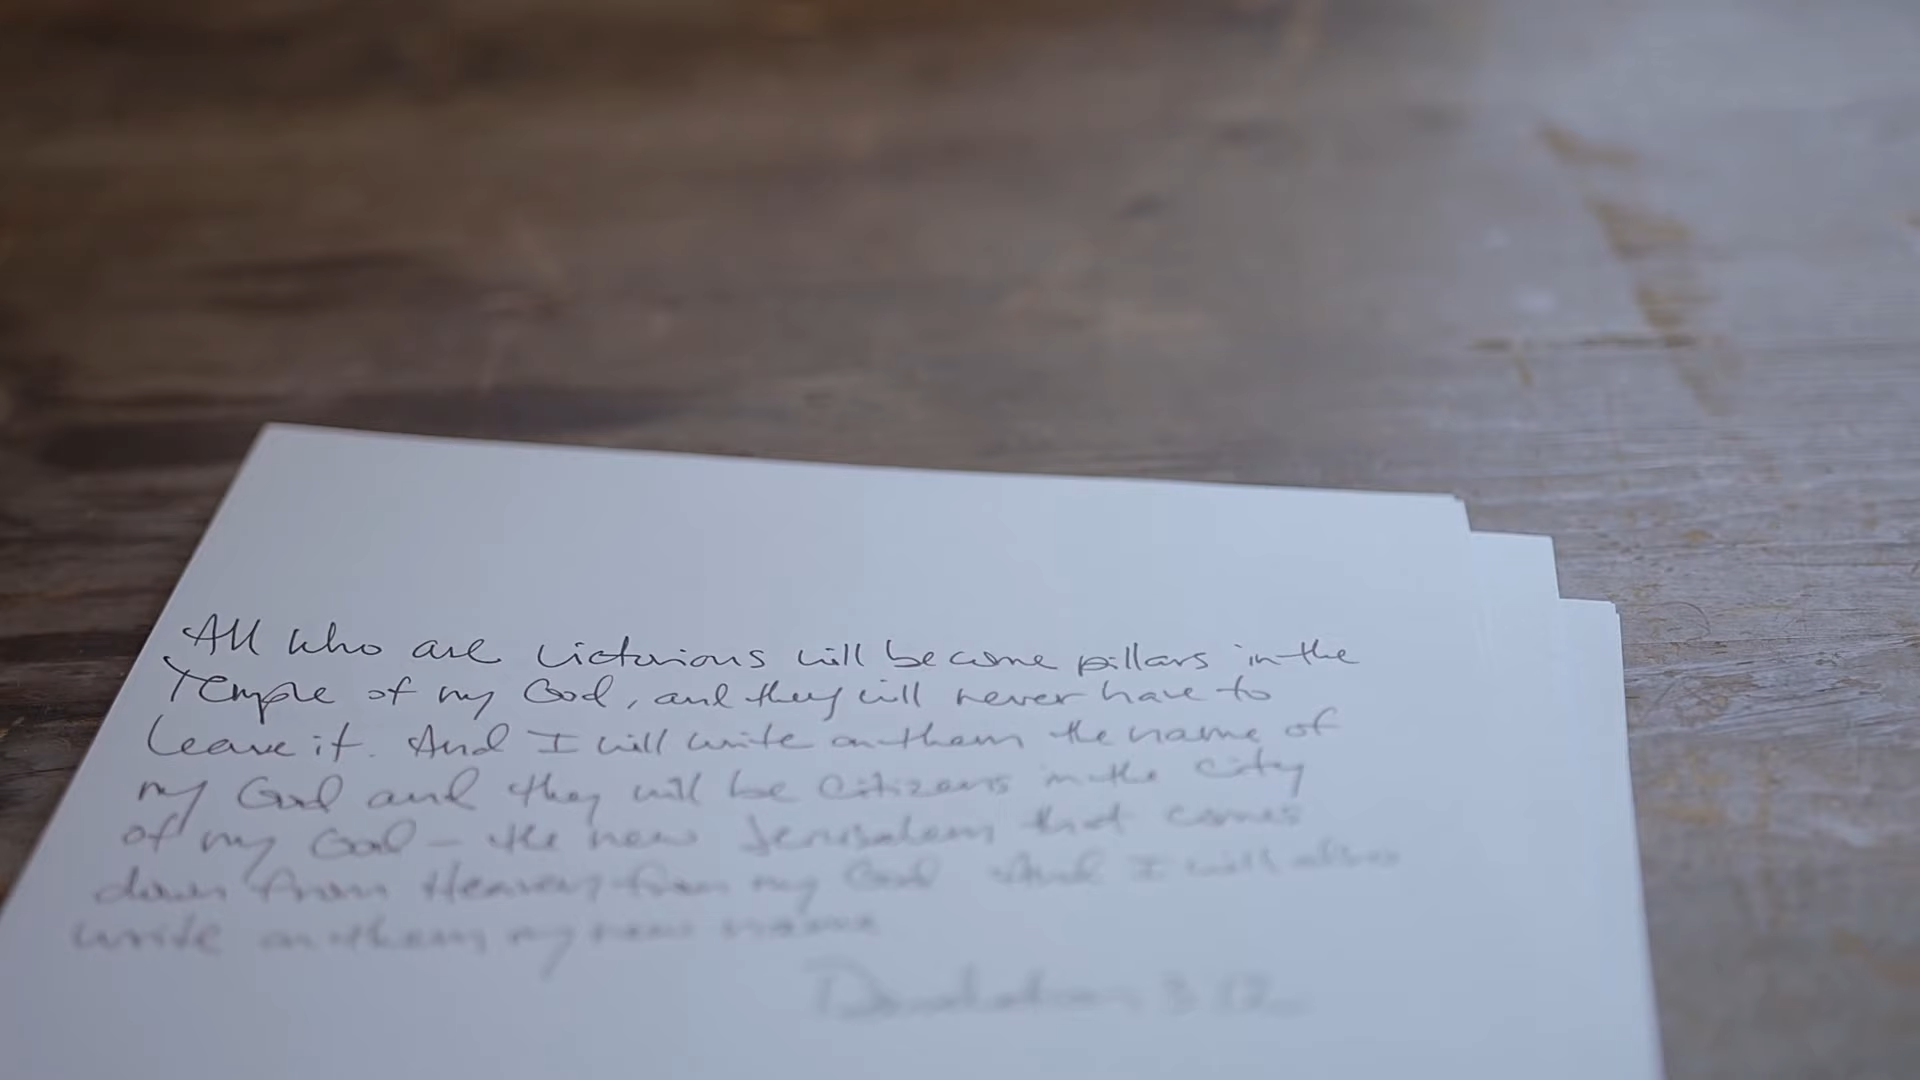 All who are victorious will become pillars in the
Temple of my God, and they will never have to
leave it. And I will write on them the name of
my God and they will be citizens in the city
of my God - the new Jerusalem that comes
down from Heaven from my God And I will also
write on them my new name
Revelation 3:12